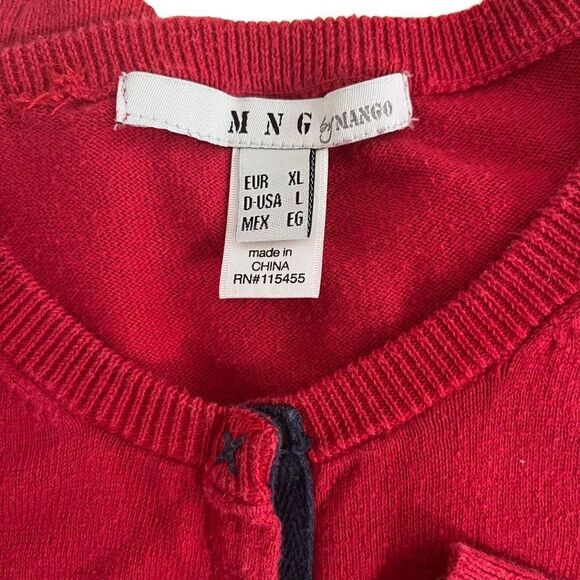 MNG by MANGO
EUR XL
D-USA L
MEX EG
made in
CHINA
RN#115455